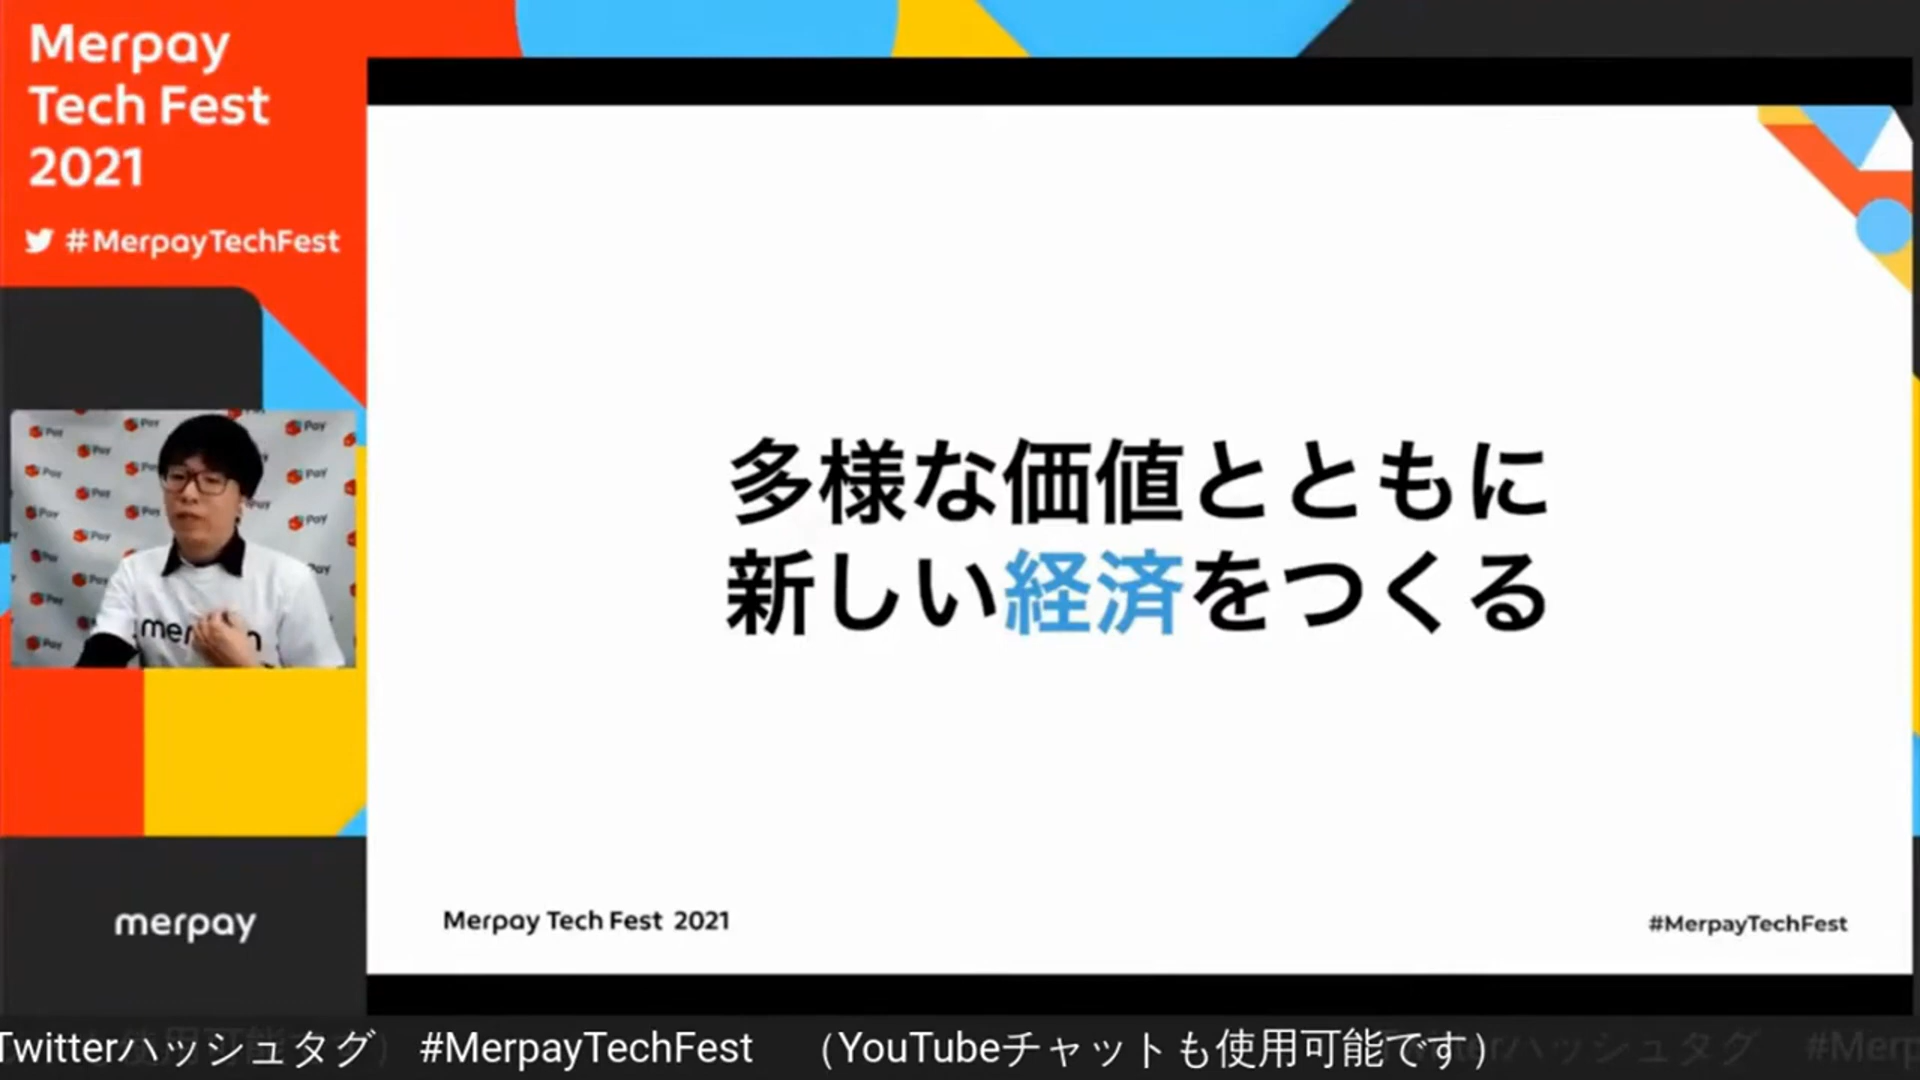 Merpay
Tech Fest
2021
#MerpayTechFest
多様な価値とともに
新しい経済をつくる
Merpay Tech Fest 2021
#MerpayTechFest
merpay
Twitterハッシュタグ #MerpayTechFest （YouTubeチャットも使用可能です）